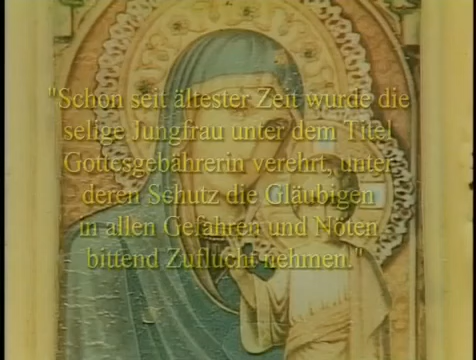 "Schon seit ältester Zeit wurde die
selige Jungfrau unter dem Titel
Gottesgebährerin verehrt, unter
deren Schutz die Gläubigen
in allen Gefahren und Nöten
bittend Zuflucht nehmen."